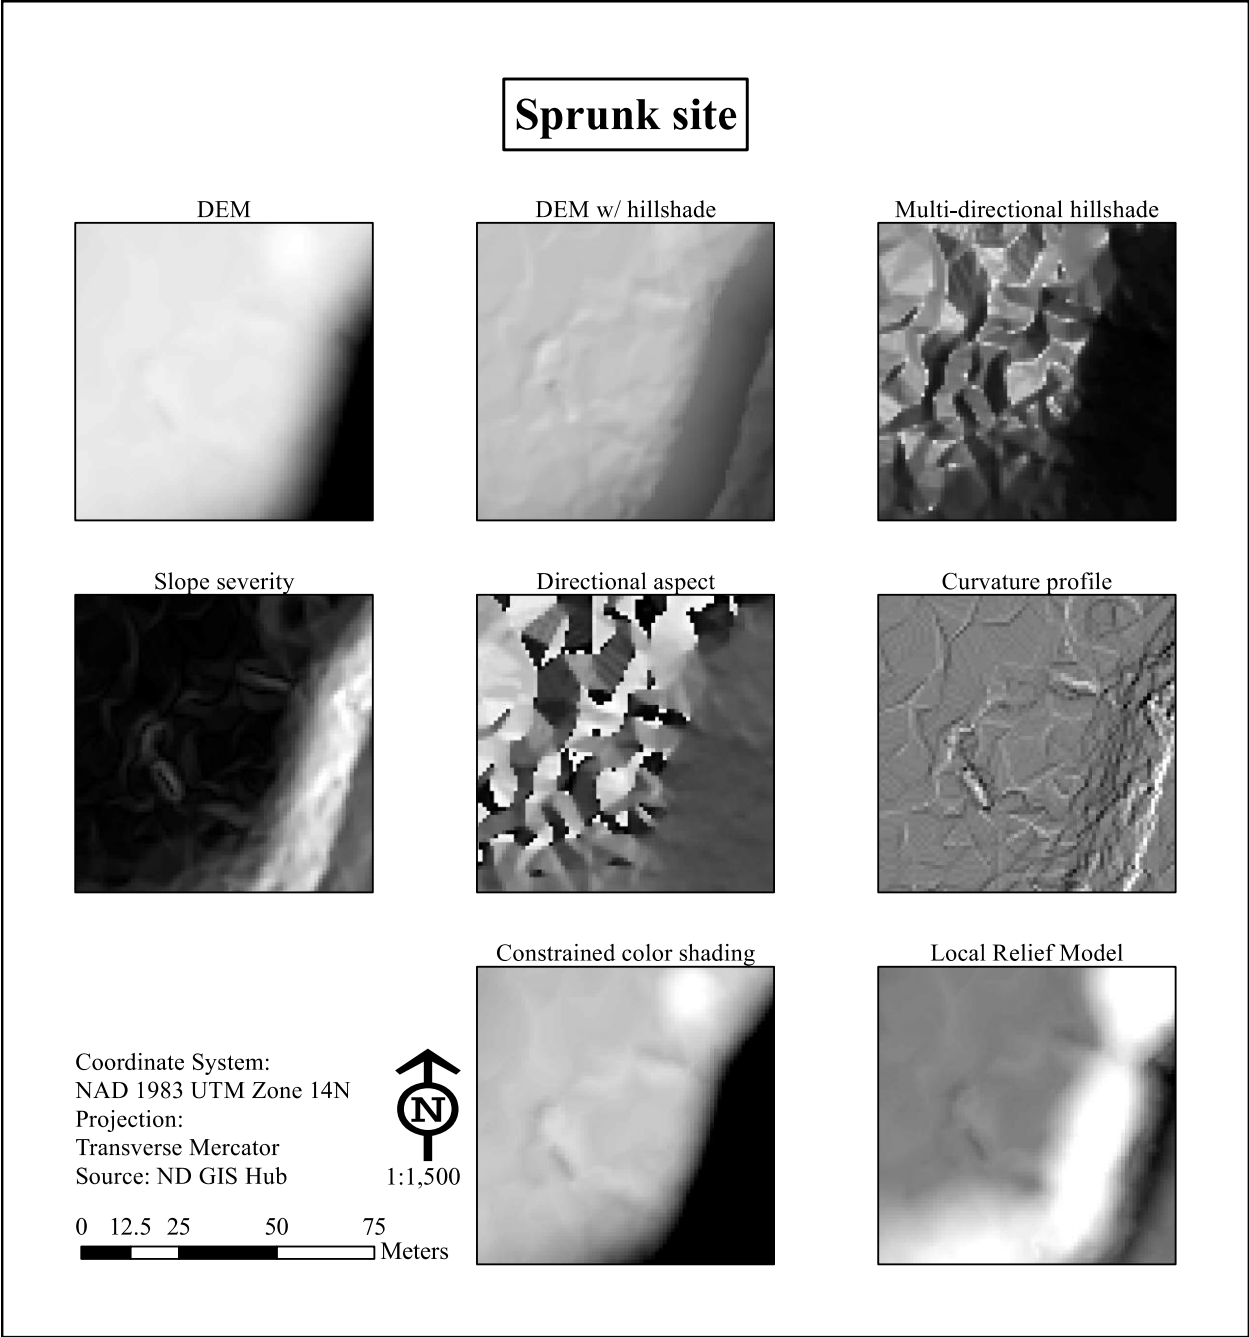 Sprunk site
DEM
DEM w/ hillshade
Multi-directional hillshade
Slope severity
Directional aspect
Curvature profile
Constrained color shading
Local Relief Model
Coordinate System:
NAD 1983 UTM Zone 14N
Projection:
Transverse Mercator
Source: ND GIS Hub
N
1:1,500
0 12.5 25 50 75
Meters